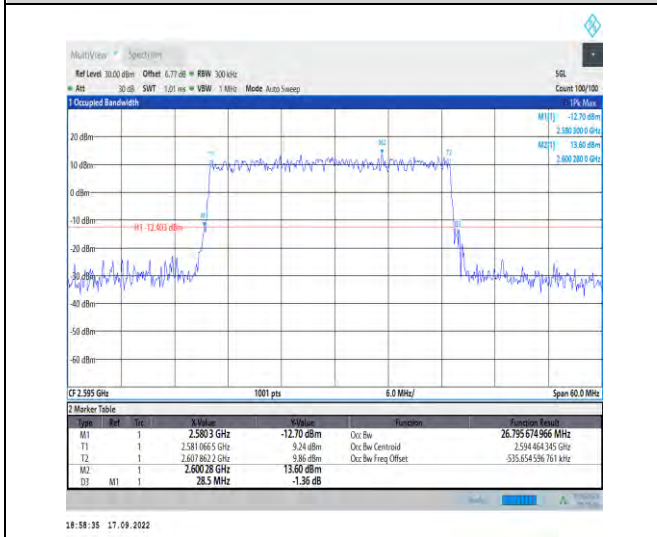 MultiView Spectrum
Ref Level 30.00 dBm Offset 6.77 dB RBW 300 kHz SGL
Att 30 dB SWT 1.01 ms VBW 1 MHz Mode Auto Sweep Count 100/100
1 Occupied Bandwidth 1Pk Max
M1[1] -12.70 dBm
2.580 300 0 GHz
M2[1] 13.60 dBm
2.600 280 0 GHz
20 dBm
M2
T2
10 dBm
0 dBm
M1
-10 dBm
H1 -12.403 dBm
D3
-20 dBm
-30 dBm
-40 dBm
-50 dBm
-60 dBm
CF 2.595 GHz 1001 pts 6.0 MHz/ Span 60.0 MHz
2 Marker Table
Type Ref Trc X-Value Y-Value Function Function Result
M1 1 2.5803 GHz -12.70 dBm Occ Bw 26.795 674 966 MHz
T1 1 2.581 066 5 GHz 9.24 dBm Occ Bw Centroid 2.594 464 345 GHz
T2 1 2.607 862 2 GHz 9.86 dBm Occ Bw Freq Offset -535.654 596 761 kHz
M2 1 2.60028 GHz 13.60 dBm
D3 M1 1 28.5 MHz -1.36 dB
18:58:35 17.09.2022